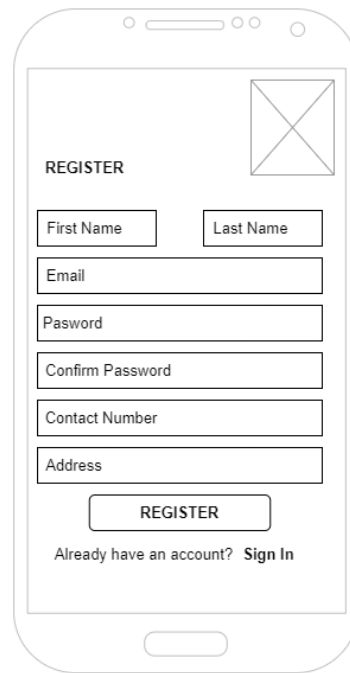 REGISTER
First Name Last Name
Email
Pasword
Confirm Password
Contact Number
Address
REGISTER
Already have an account? Sign In